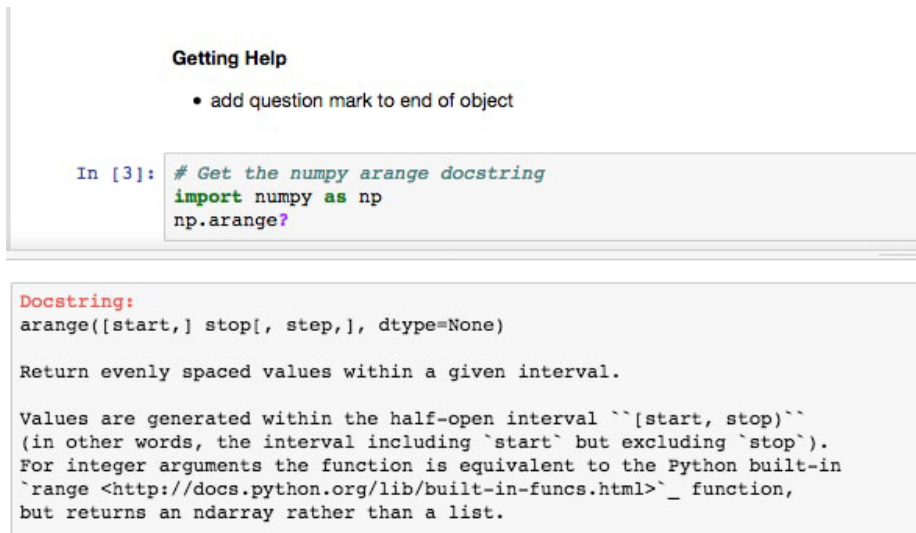 Getting Help
• add question mark to end of object
In [3]: # Get the numpy arange docstring
import numpy as np
np.arange?
Docstring:
arange([start,] stop[, step,], dtype=None)
Return evenly spaced values within a given interval.
Values are generated within the half-open interval ``[start, stop)``
(in other words, the interval including `start` but excluding `stop`).
For integer arguments the function is equivalent to the Python built-in
`range <http://docs.python.org/lib/built-in-funcs.html>`_ function,
but returns an ndarray rather than a list.